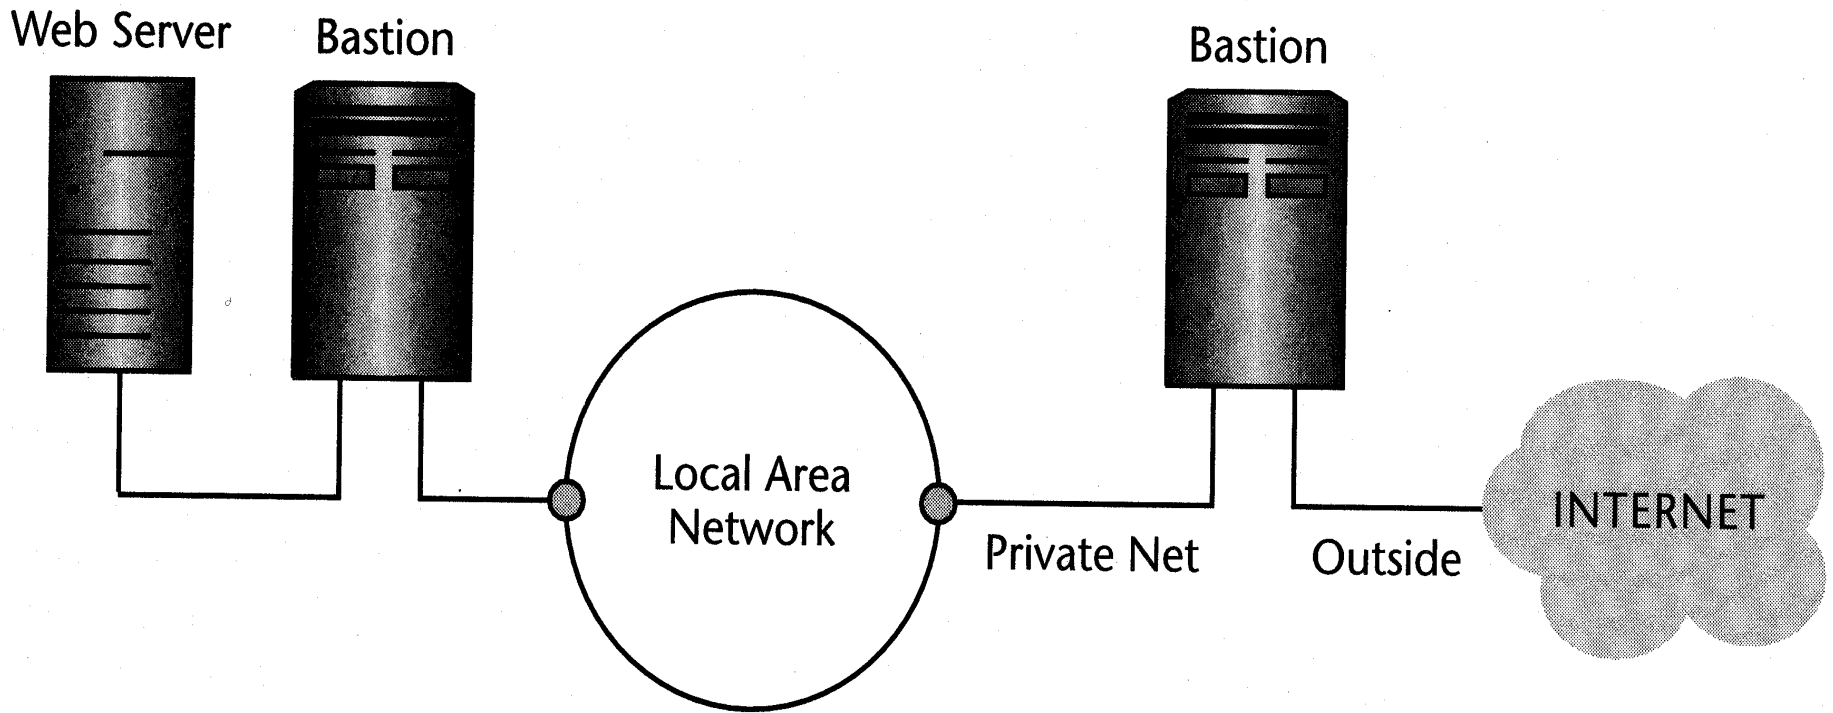 Web Server
Bastion
Bastion
Local Area
Network
Private Net
Outside
INTERNET